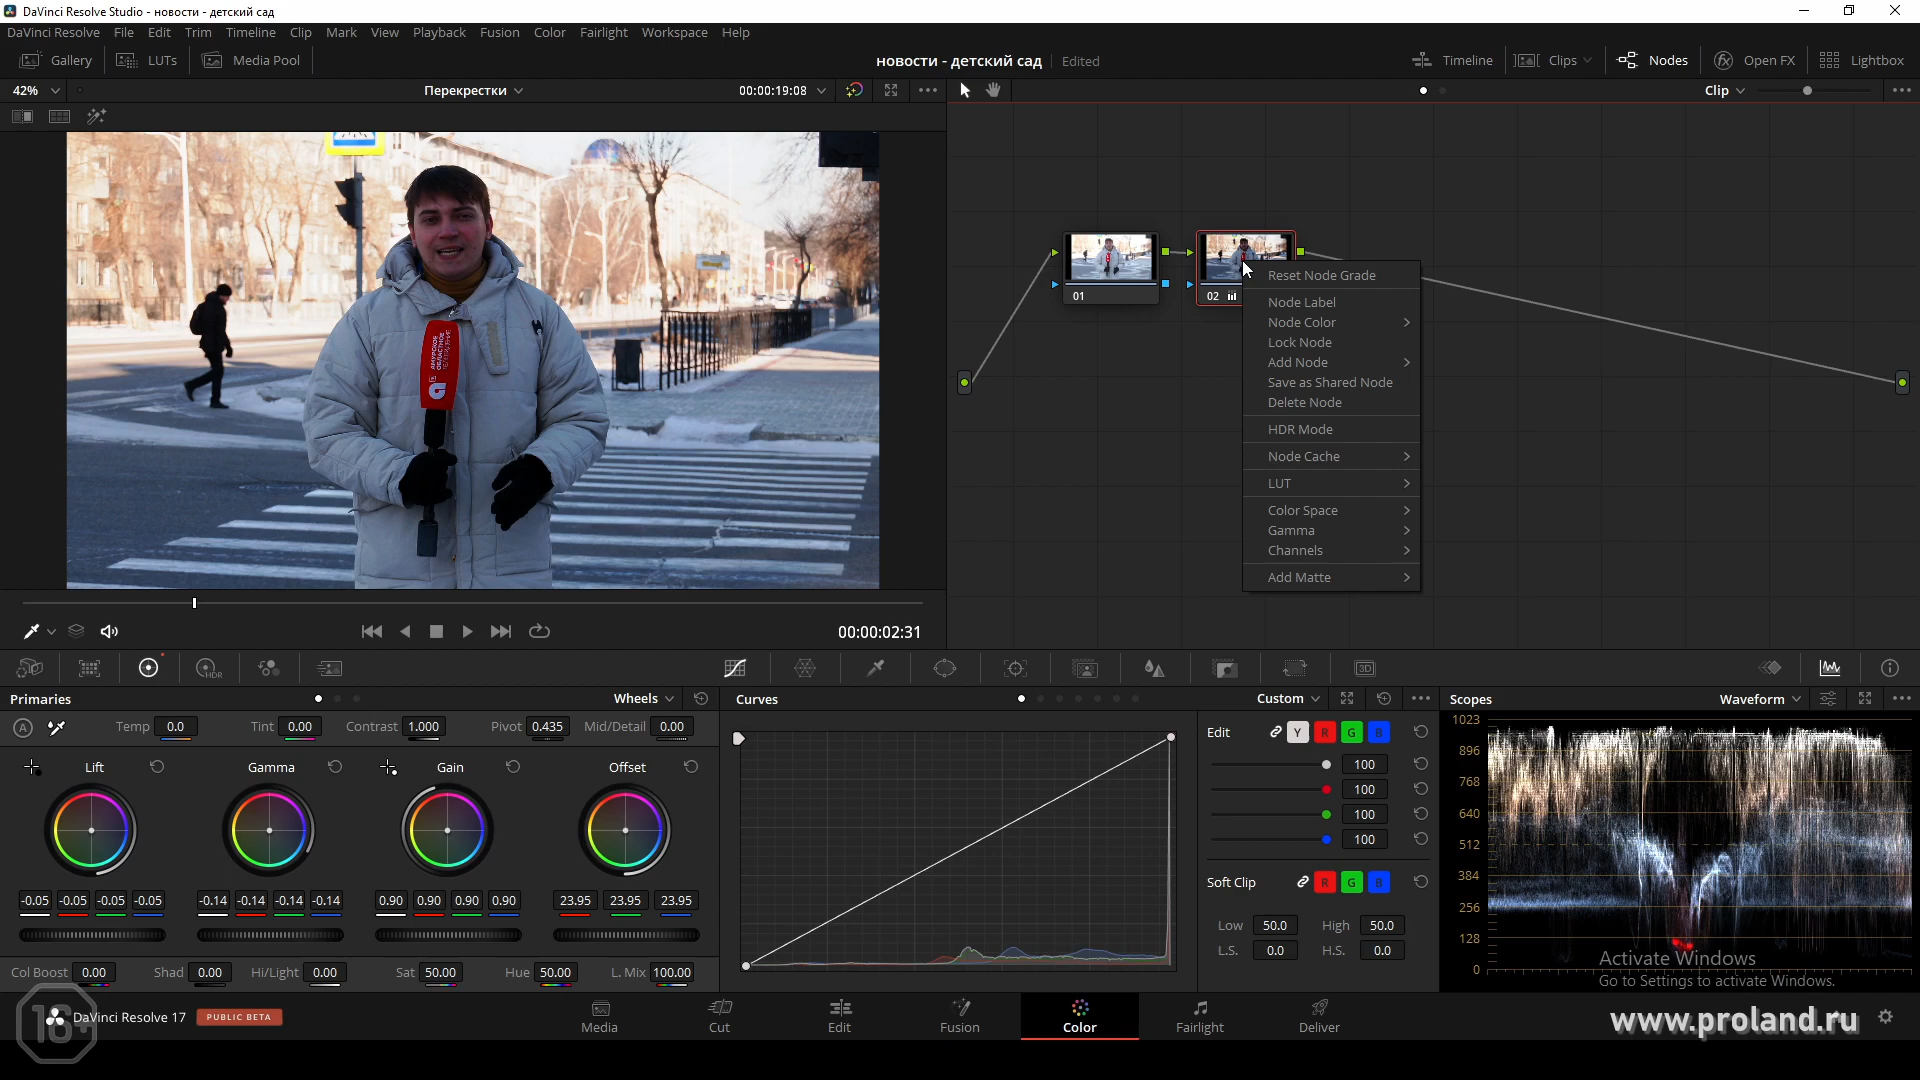 DaVinci Resolve Studio - новости - детский сад
DaVinci Resolve File Edit Trim Timeline Clip Mark View Playback Fusion Color Fairlight Workspace Help
Gallery LUTs Media Pool новости - детский сад Edited Timeline Clips Nodes Open FX Lightbox
42% Перекрестки 00:00:19:08 Clip
АМУРСКОЕ
ОБЛАСТНОЕ
ТЕЛЕВИДЕНИЕ
01
02
Reset Node Grade
Node Label
Node Color
Lock Node
Add Node
Save as Shared Node
Delete Node
HDR Mode
Node Cache
LUT
Color Space
Gamma
Channels
Add Matte
00:00:02:31
HDR
3D
Primaries Wheels Curves Custom Scopes Waveform
A Temp 0.0 Tint 0.00 Contrast 1.000 Pivot 0.435 Mid/Detail 0.00
Lift Gamma Gain Offset
-0.05 -0.05 -0.05 -0.05 -0.14 -0.14 -0.14 -0.14 0.90 0.90 0.90 0.90 23.95 23.95 23.95
Col Boost 0.00 Shad 0.00 Hi/Light 0.00 Sat 50.00 Hue 50.00 L. Mix 100.00
Edit Y R G B
100
100
100
100
Soft Clip R G B
Low 50.0 High 50.0
L.S. 0.0 H.S. 0.0
1023
896
768
640
512
384
256
128
0
Activate Windows
Go to Settings to activate Windows.
16+
DaVinci Resolve 17 PUBLIC BETA
Media Cut Edit Fusion Color Fairlight Deliver
www.proland.ru